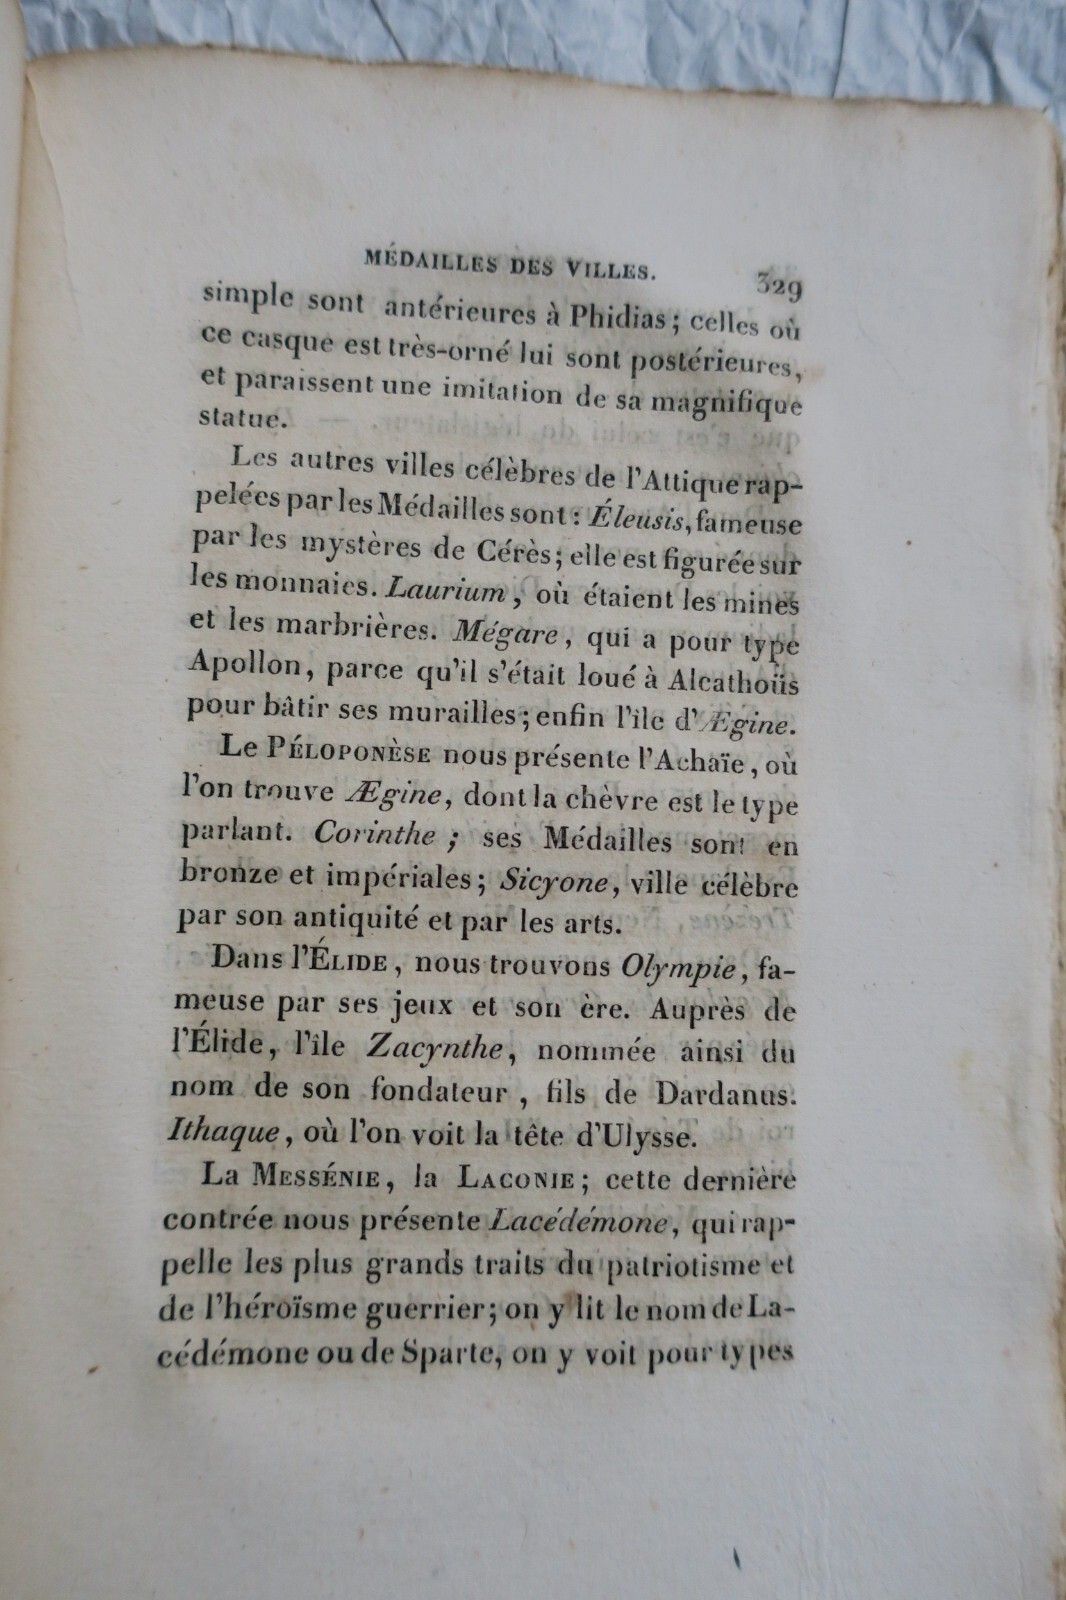 MÉDAILLES DES VILLES. 329
simple sont antérieures à Phidias; celles où
ce casque est très-orné lui sont postérieures,
et paraissent une imitation de sa magnifique
statue.
Les autres villes célèbres de l'Attique rap-
pelées par les Médailles sont : Éleusis, fameuse
par les mystères de Cérès; elle est figurée sur
les monnaies. Laurium, où étaient les mines
et les marbrières. Mégare, qui a pour type
Apollon, parce qu'il s'était loué à Alcathoüs
pour bâtir ses murailles; enfin l'île d'Ægine.
Le PÉLOPONÈSE nous présente l'Achaïe, où
l'on trouve Ægine, dont la chèvre est le type
parlant. Corinthe ; ses Médailles sont en
bronze et impériales; Sicyone, ville célèbre
par son antiquité et par les arts.
Dans l'ÉLIDE, nous trouvons Olympie, fa-
meuse par ses jeux et son ère. Auprès de
l'Élide, l'île Zacynthe, nommée ainsi du
nom de son fondateur, fils de Dardanus.
Ithaque, où l'on voit la tête d'Ulysse.
La MESSÉNIE, la LACONIE; cette dernière
contrée nous présente Lacédémone, qui rap-
pelle les plus grands traits du patriotisme et
de l'héroïsme guerrier; on y lit le nom de La-
cédémone ou de Sparte, on y voit pour types